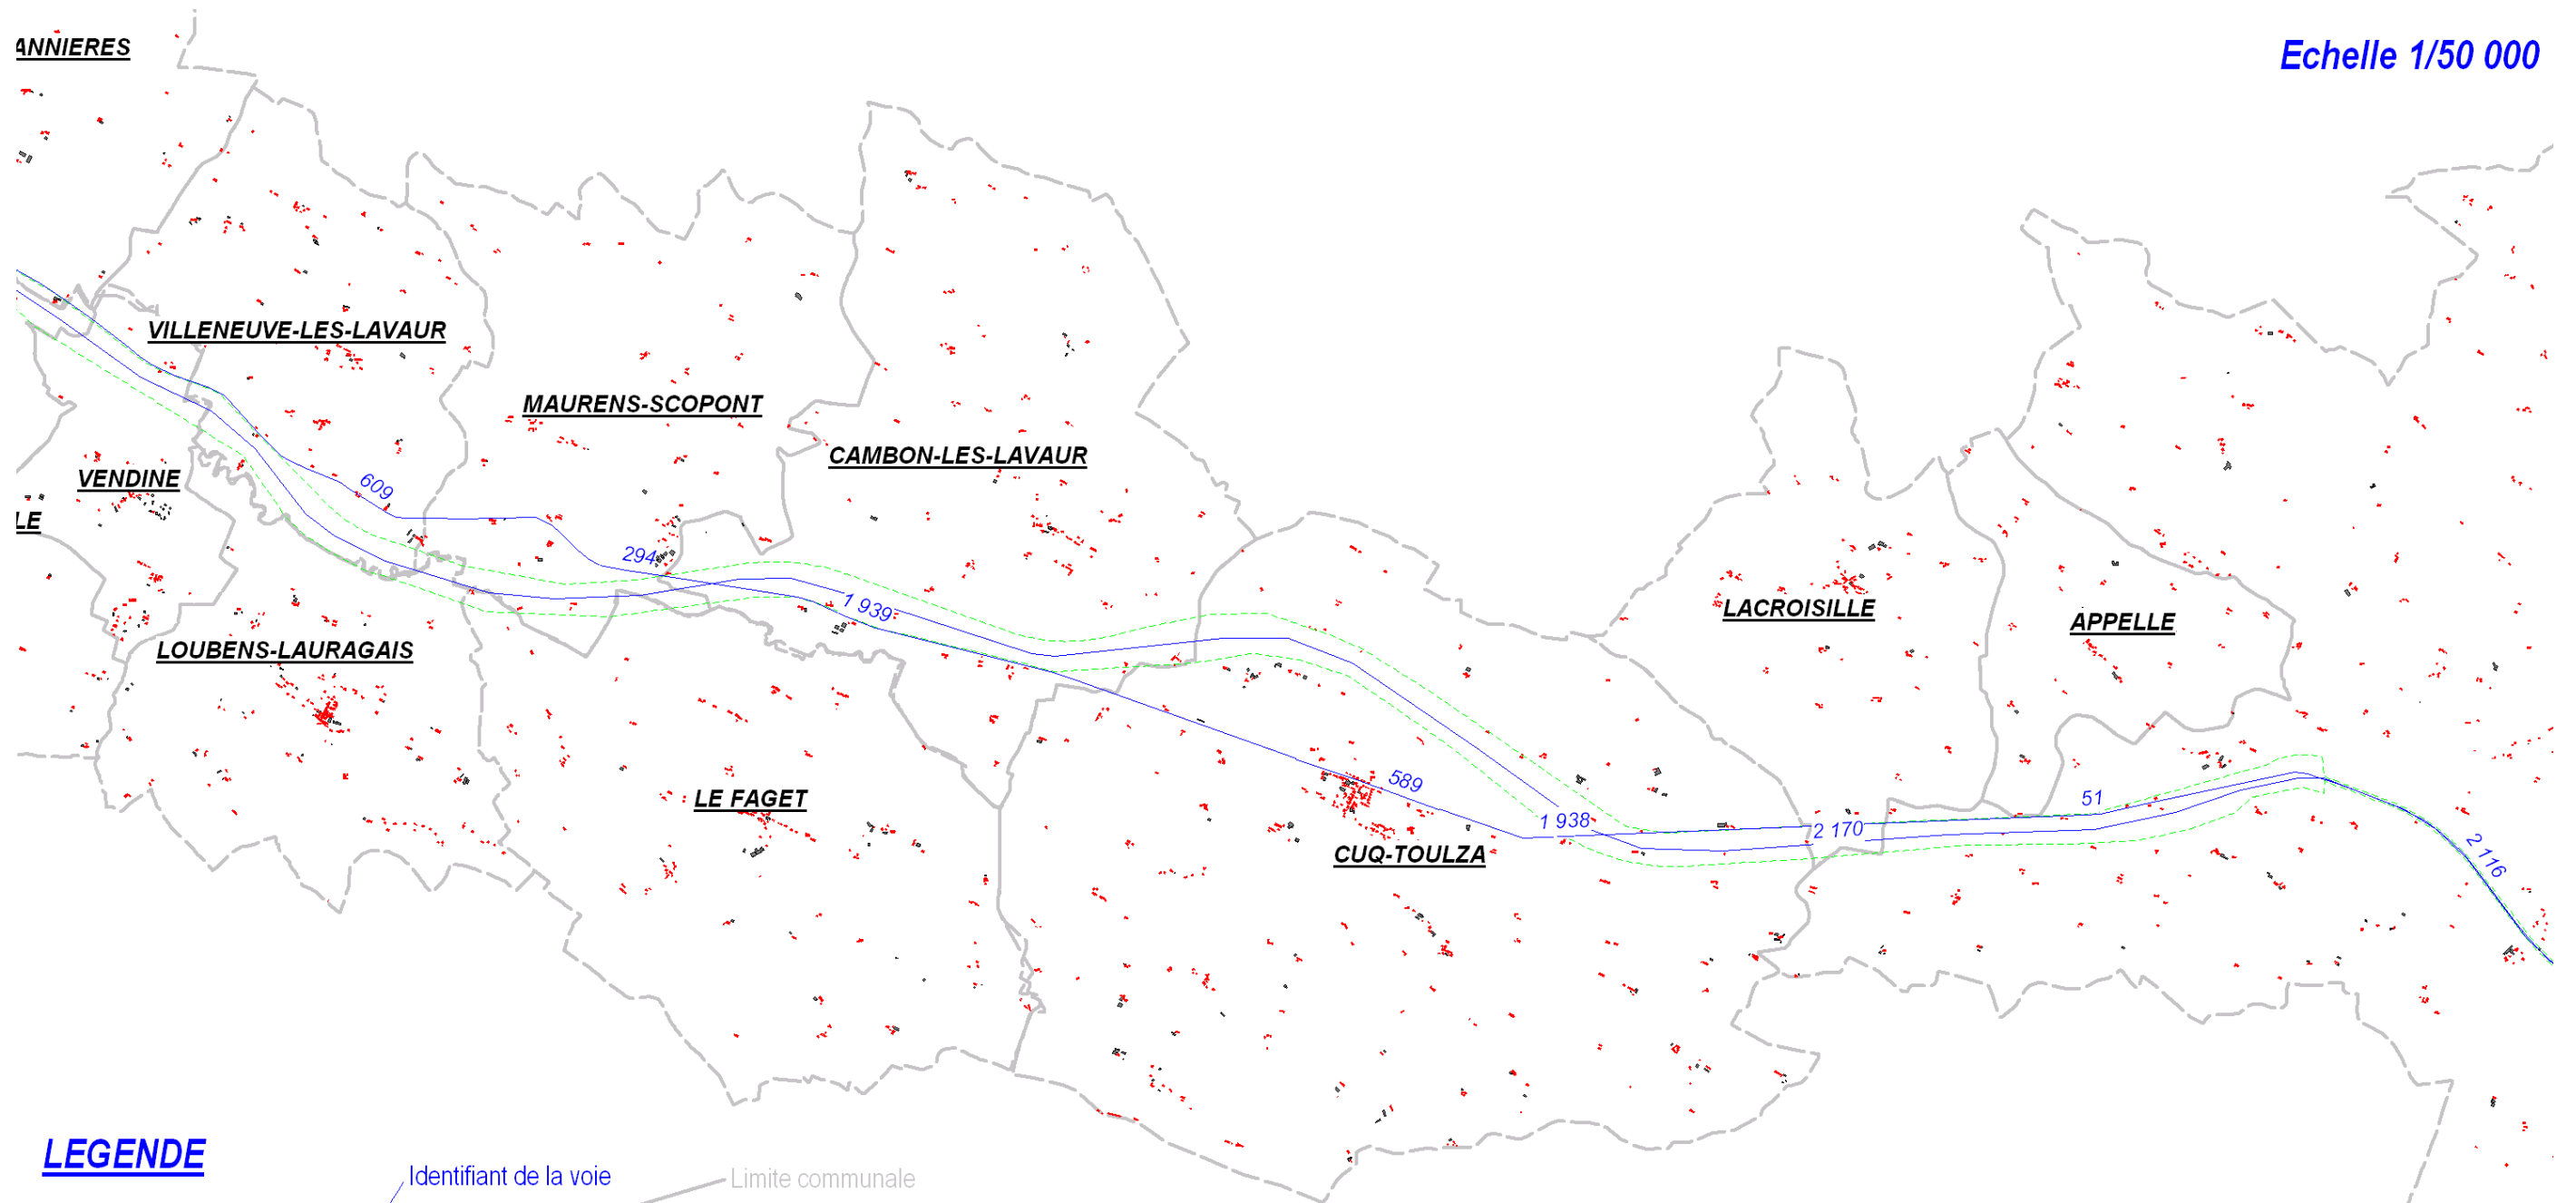 ANNIERES
Echelle 1/50 000
VILLENEUVE-LES-LAVAUR
MAURENS-SCOPONT
CAMBON-LES-LAVAUR
VENDINE
609
LE
294
1 939
LACROISILLE
APPELLE
LOUBENS-LAURAGAIS
589
LE FAGET
51
1 938
2 170
CUQ-TOULZA
2 116
LEGENDE
Identifiant de la voie
Limite communale